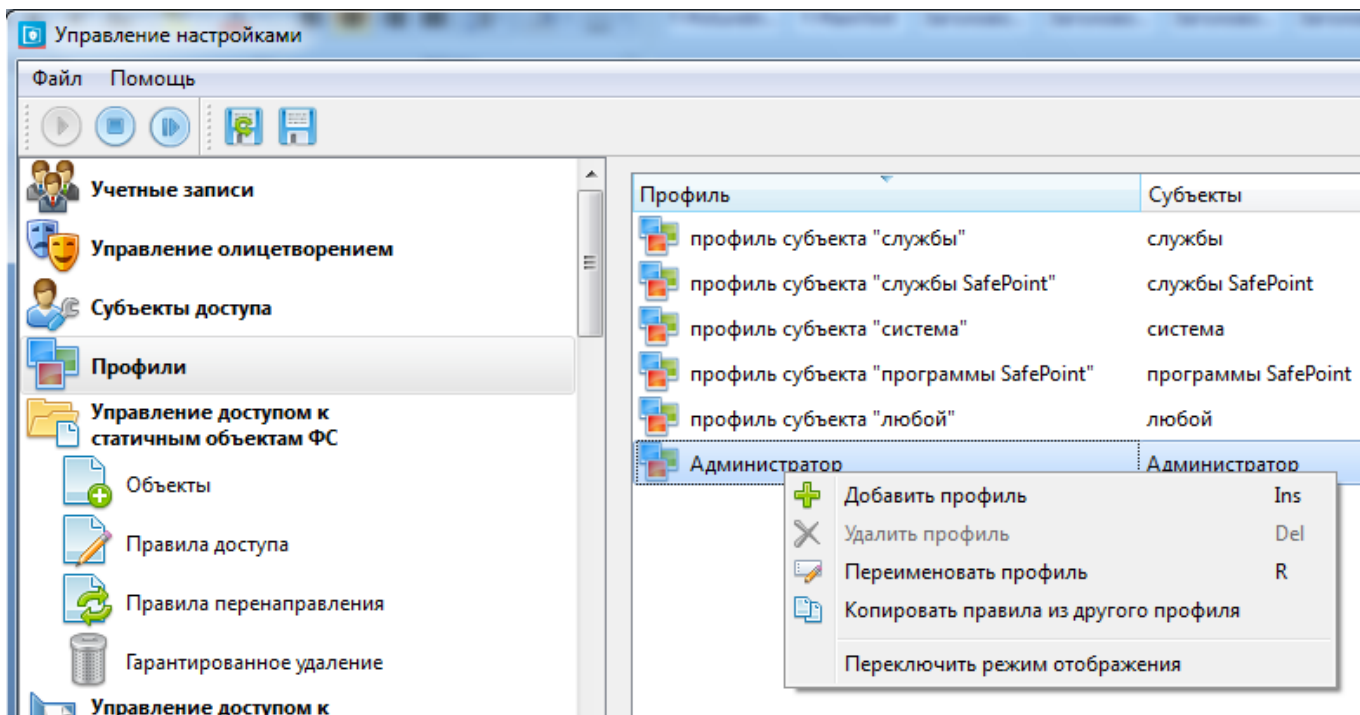 Управление настройками
Файл Помощь
Учетные записи
Управление олицетворением
Субъекты доступа
Профили
Управление доступом к
статичным объектам ФС
Объекты
Правила доступа
Правила перенаправления
Гарантированное удаление
Управление доступом к
Профиль Субъекты
профиль субъекта "службы" службы
профиль субъекта "службы SafePoint" службы SafePoint
профиль субъекта "система" система
профиль субъекта "программы SafePoint" программы SafePoint
профиль субъекта "любой" любой
Администратор Администратор
Добавить профиль Ins
Удалить профиль Del
Переименовать профиль R
Копировать правила из другого профиля
Переключить режим отображения